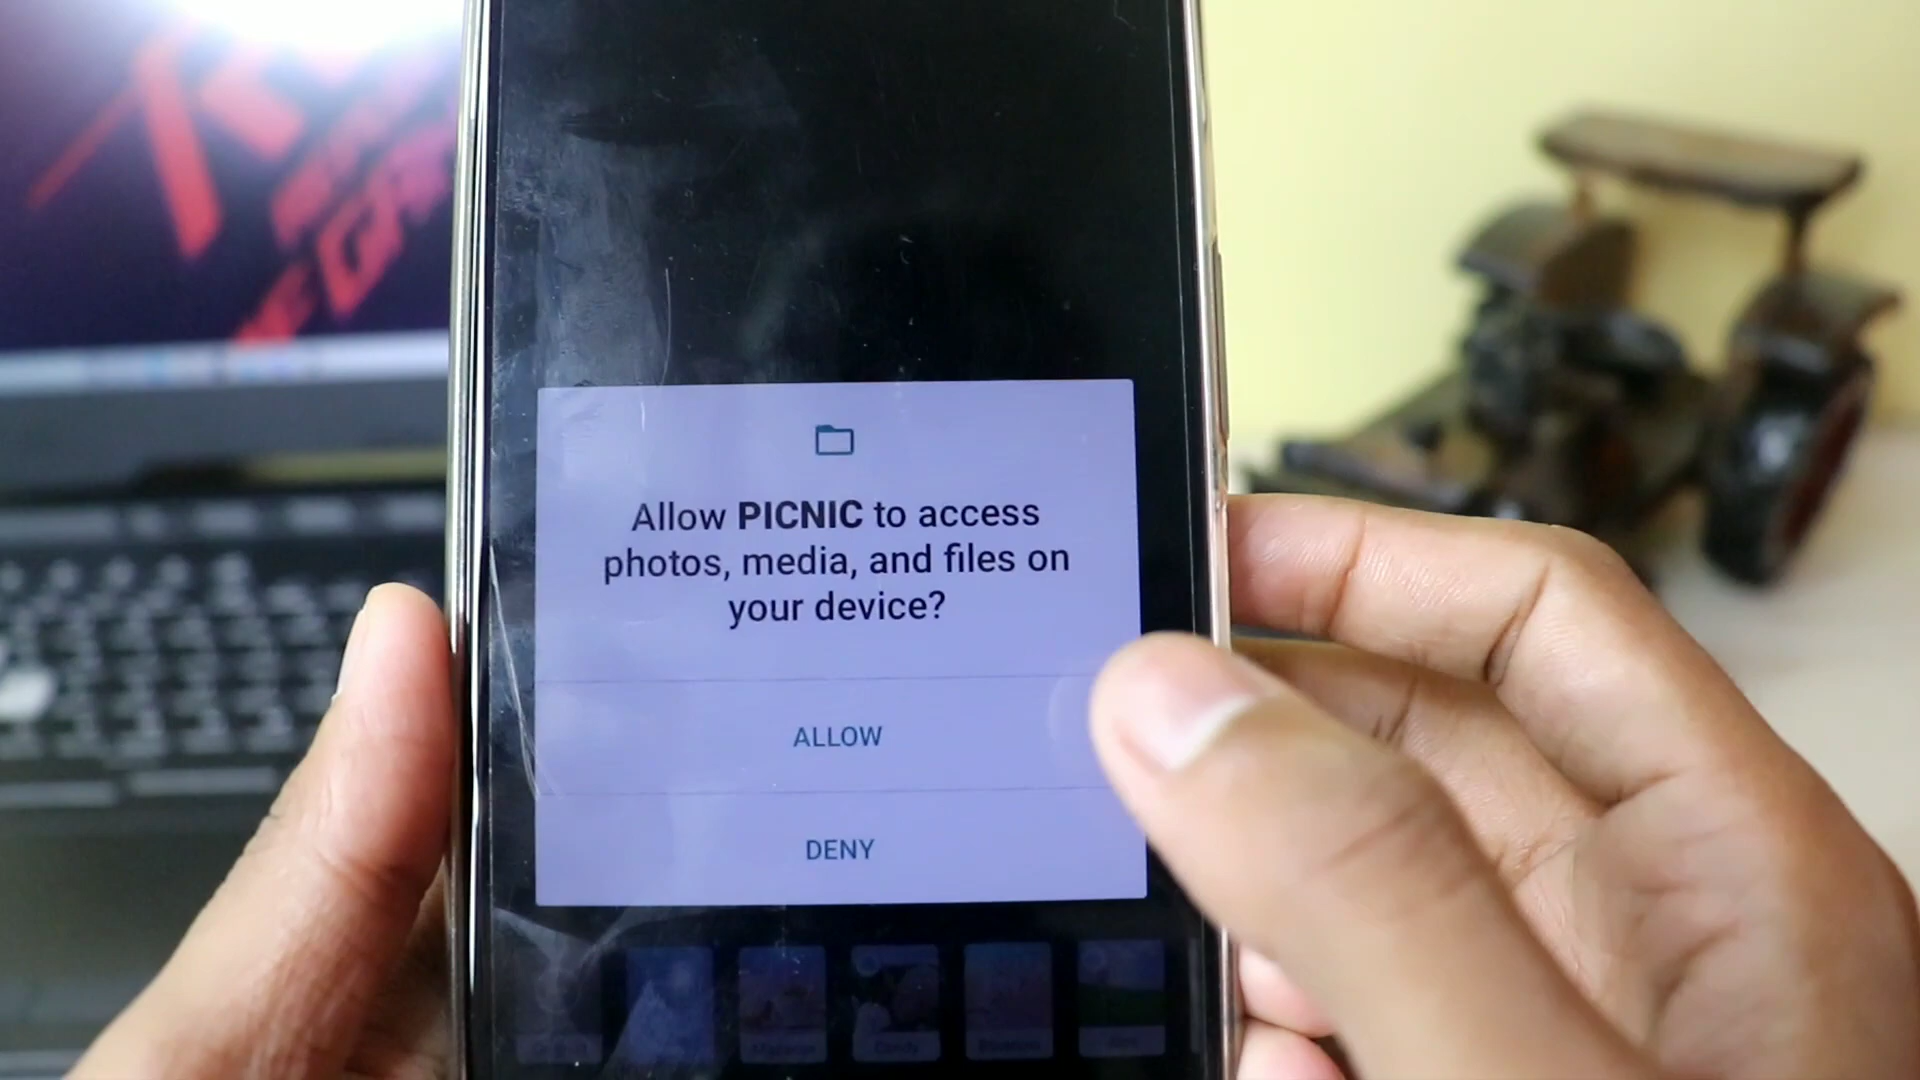 Allow PICNIC to access
photos, media, and files on
your device?
ALLOW
DENY